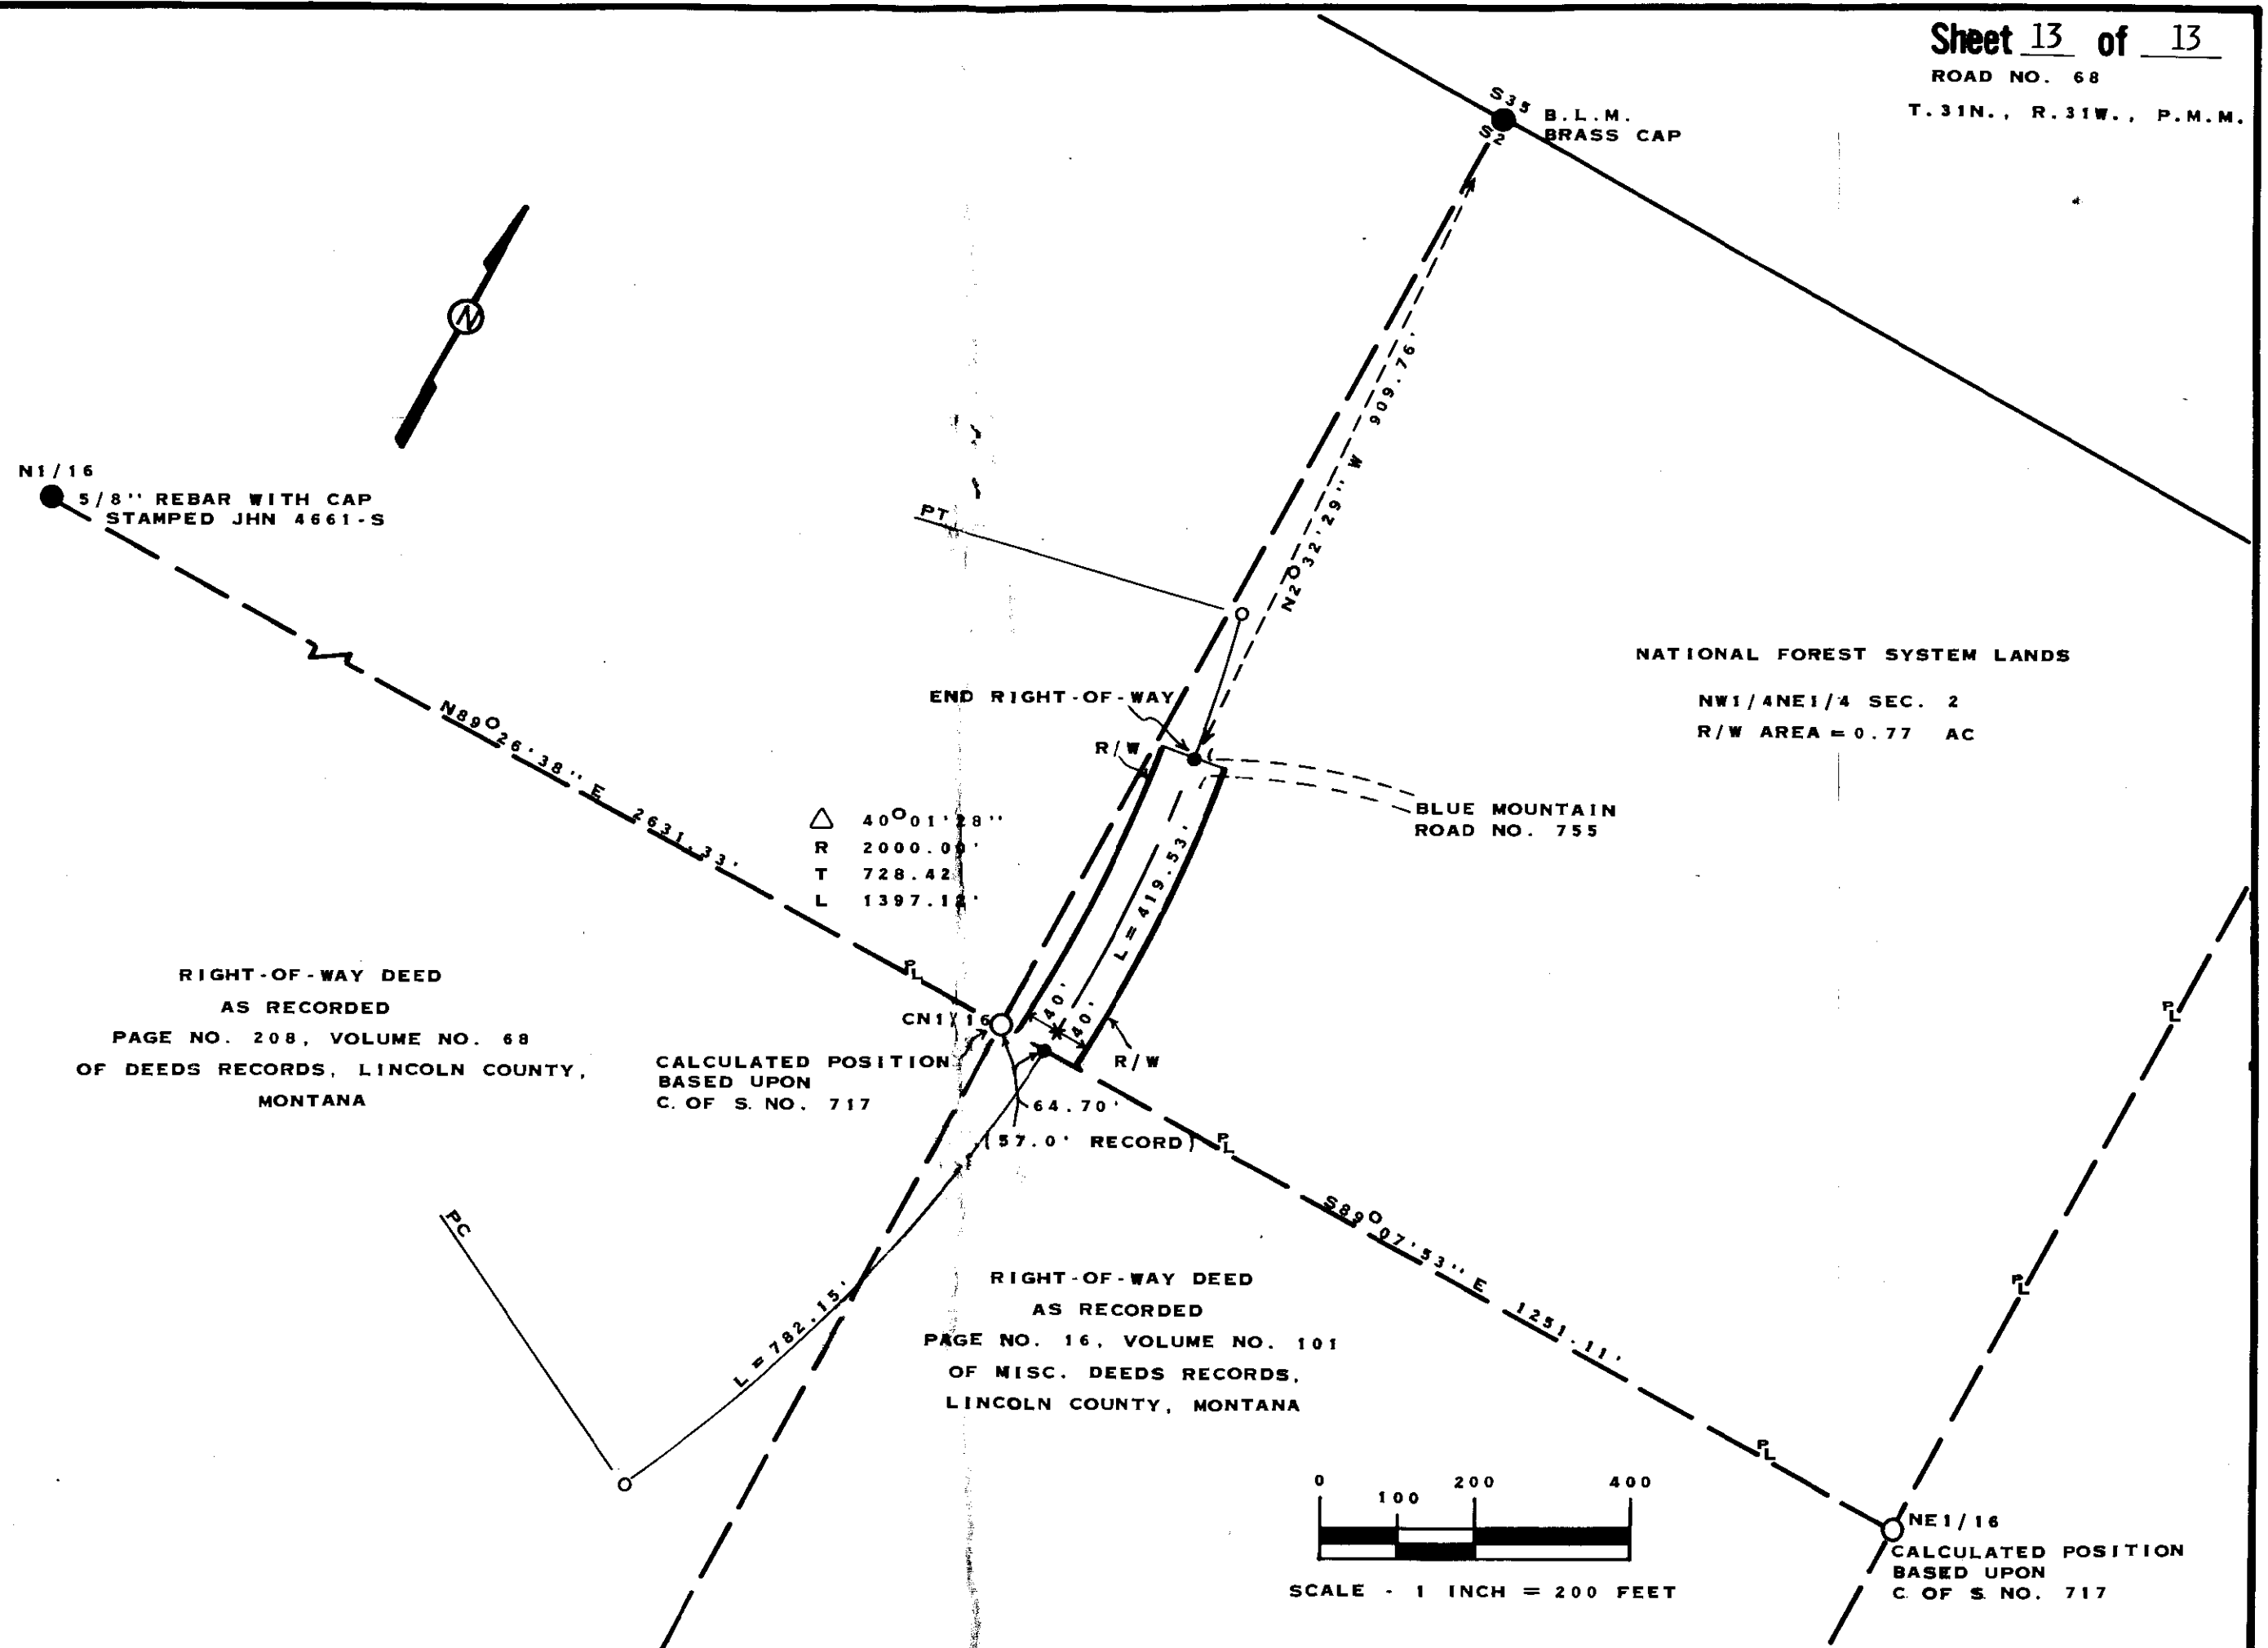 Sheet 13 of 13
ROAD NO. 68
T.31N., R.31W., P.M.M.
S35
S2
B.L.M.
BRASS CAP
N
N1/16
5/8'' REBAR WITH CAP
STAMPED JHN 4661-S
PT
N2°32'29'' W 909.76'
NATIONAL FOREST SYSTEM LANDS
NW1/4NE1/4 SEC. 2
R/W AREA = 0.77 AC
END RIGHT-OF-WAY
R/W
N89°26'38'' E 2631.33'
△ 40°01'28''
R 2000.00'
T 728.42
L 1397.12'
BLUE MOUNTAIN
ROAD NO. 755
L = 419.53'
PL
RIGHT-OF-WAY DEED
AS RECORDED
PAGE NO. 208, VOLUME NO. 68
OF DEEDS RECORDS, LINCOLN COUNTY,
MONTANA
CN1/16
40'
40'
R/W
CALCULATED POSITION
BASED UPON
C. OF S. NO. 717
64.70'
(57.0' RECORD)
PL
PL
PC
S89°07'53'' E 1251.11'
L = 782.15'
RIGHT-OF-WAY DEED
AS RECORDED
PAGE NO. 16, VOLUME NO. 101
OF MISC. DEEDS RECORDS,
LINCOLN COUNTY, MONTANA
PL
PL
0 100 200 400
SCALE - 1 INCH = 200 FEET
NE1/16
CALCULATED POSITION
BASED UPON
C. OF S. NO. 717